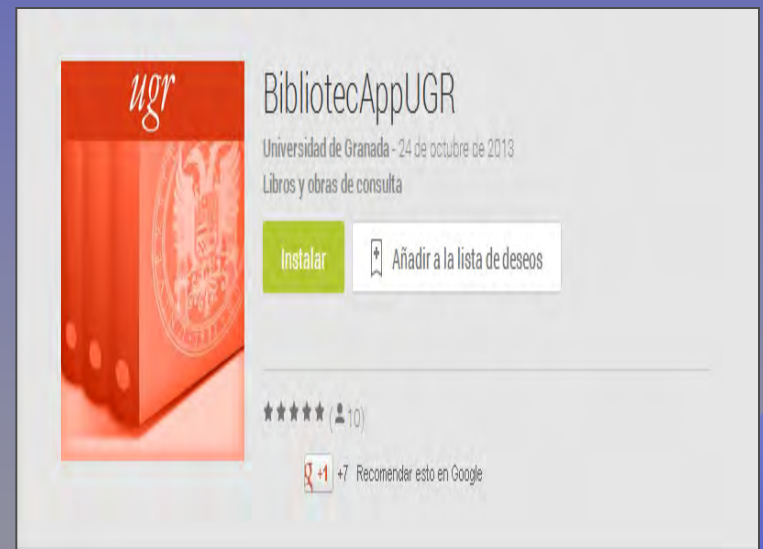 ugr
BibliotecAppUGR
Universidad de Granada - 24 de octubre de 2013
Libros y obras de consulta
Instalar
Añadir a la lista de deseos
(10)
g +1 +7 Recomendar esto en Google